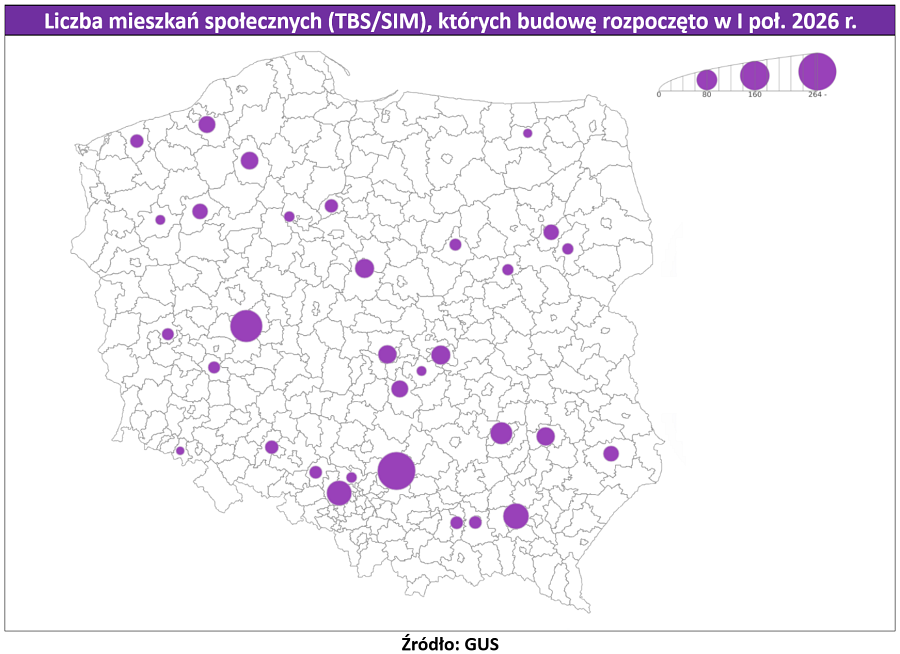 Liczba mieszkań społecznych (TBS/SIM), których budowę rozpoczęto w I poł. 2026 r.
0 80 160 264 -
Źródło: GUS